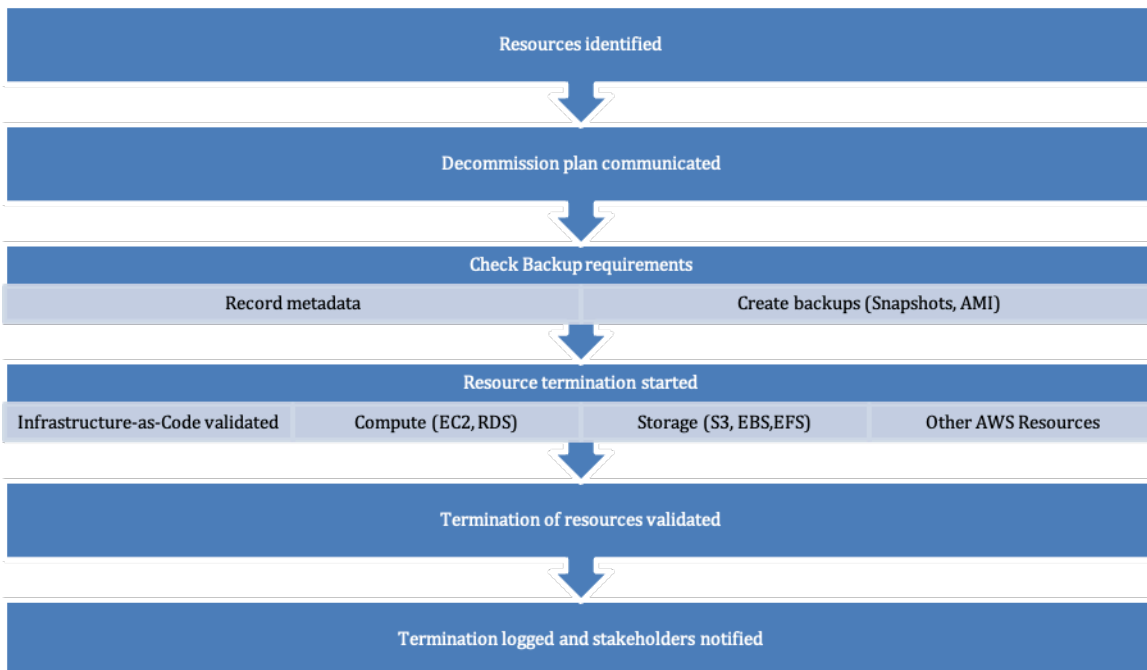 Resources identified
Decommission plan communicated
Check Backup requirements
Record metadata
Create backups (Snapshots, AMI)
Resource termination started
Infrastructure-as-Code validated
Compute (EC2, RDS)
Storage (S3, EBS,EFS)
Other AWS Resources
Termination of resources validated
Termination logged and stakeholders notified